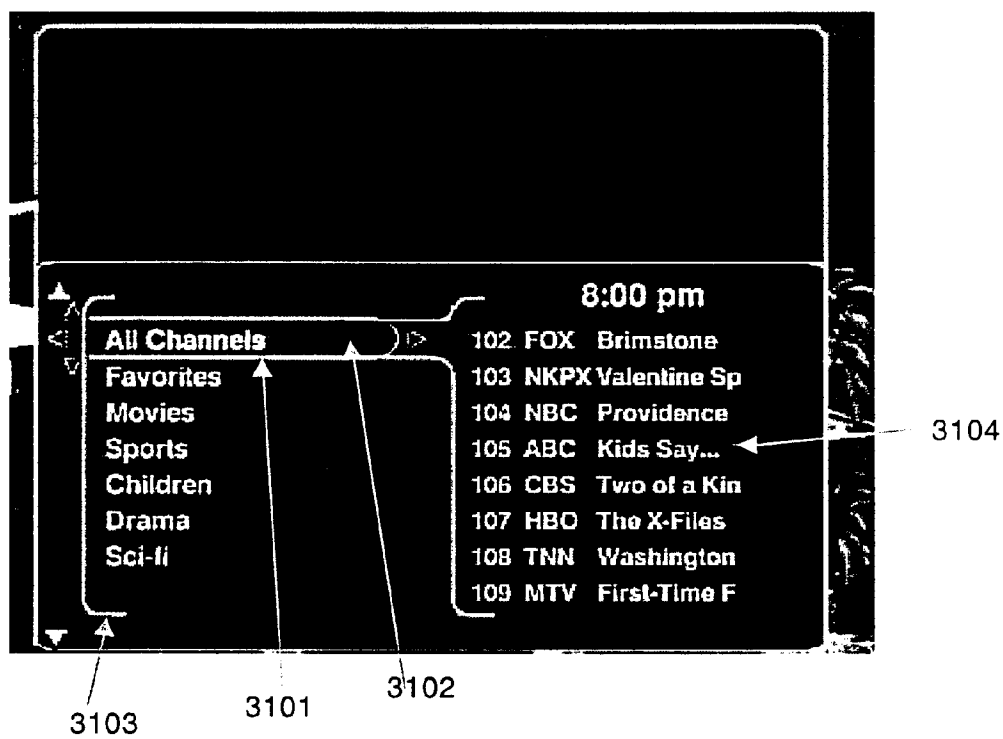 8:00 pm
All Channels
Favorites
Movies
Sports
Children
Drama
Sci-fi
102 FOX Brimstone
103 NKPX Valentine Sp
104 NBC Providence
105 ABC Kids Say...
106 CBS Two of a Kin
107 HBO The X-Files
108 TNN Washington
109 MTV First-Time F
3104
3103
3101
3102